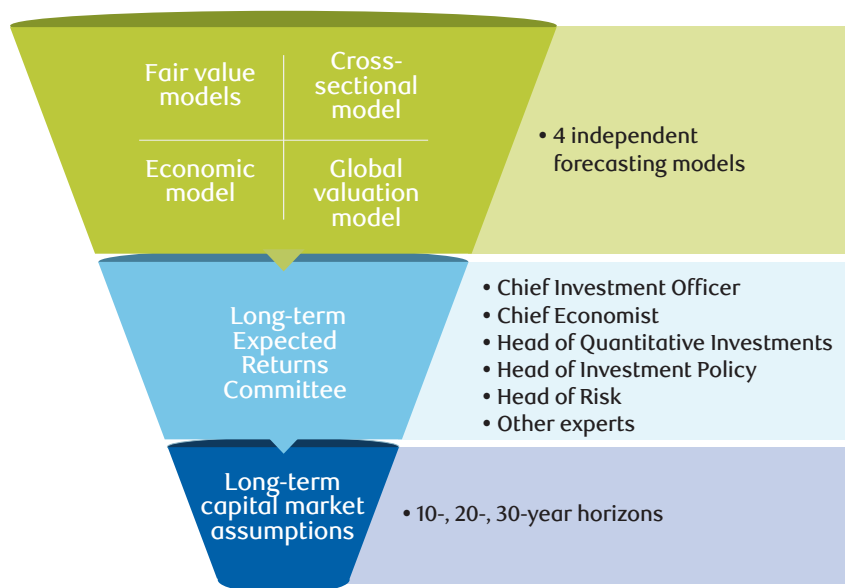 Fair value
models
Cross-
sectional
model
Economic
model
Global
valuation
model
• 4 independent
forecasting models
Long-term
Expected
Returns
Committee
• Chief Investment Officer
• Chief Economist
• Head of Quantitative Investments
• Head of Investment Policy
• Head of Risk
• Other experts
Long-term
capital market
assumptions
• 10-, 20-, 30-year horizons